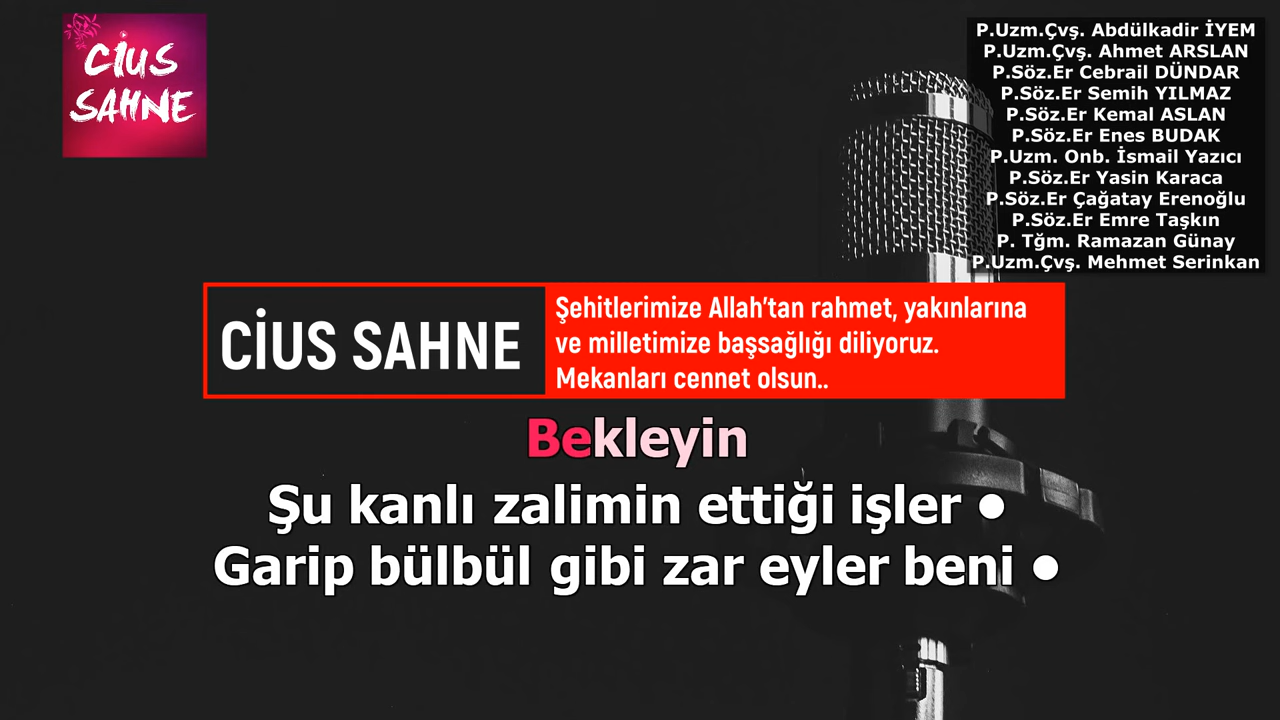 CİUS
SAHNE
P.Uzm.Çvş. Abdülkadir İYEM
P.Uzm.Çvş. Ahmet ARSLAN
P.Söz.Er Cebrail DÜNDAR
P.Söz.Er Semih YILMAZ
P.Söz.Er Kemal ASLAN
P.Söz.Er Enes BUDAK
P.Uzm. Onb. İsmail Yazıcı
P.Söz.Er Yasin Karaca
P.Söz.Er Çağatay Erenoğlu
P.Söz.Er Emre Taşkın
P. Tğm. Ramazan Günay
P.Uzm.Çvş. Mehmet Serinkan
CİUS SAHNE
Şehitlerimize Allah’tan rahmet, yakınlarına
ve milletimize başsağlığı diliyoruz.
Mekanları cennet olsun..
Bekleyin
Şu kanlı zalimin ettiği işler ●
Garip bülbül gibi zar eyler beni ●